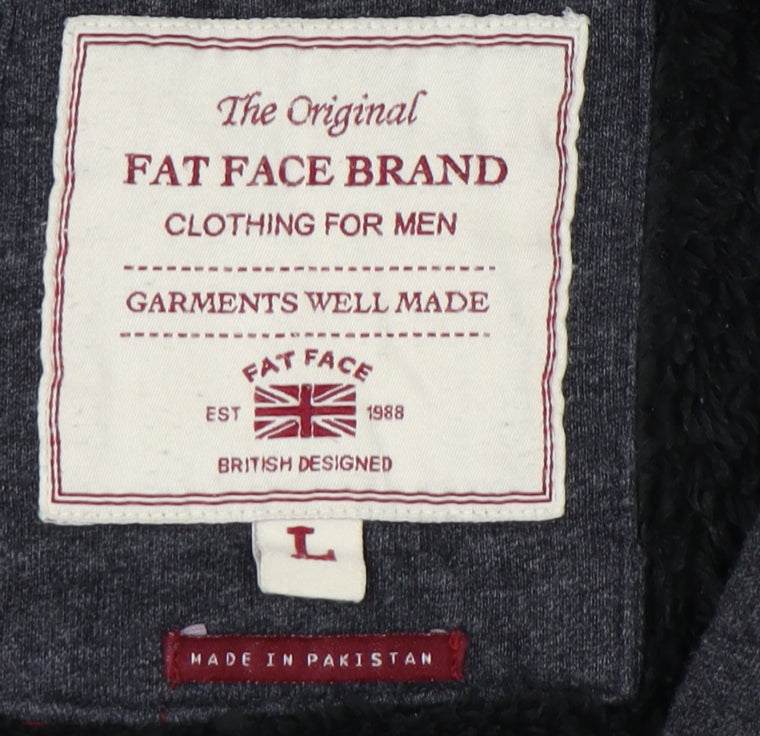 The Original
FAT FACE BRAND
CLOTHING FOR MEN
GARMENTS WELL MADE
FAT FACE
EST 1988
BRITISH DESIGNED
L
MADE IN PAKISTAN